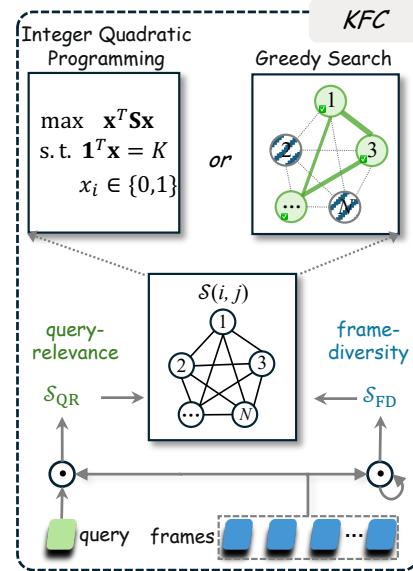 KFC
Integer Quadratic
Programming
Greedy Search
max x^T Sx
s.t. 1^T x = K
x_i ∈ {0,1}
or
1
2
3
...
N
S(i, j)
query-
relevance
frame-
diversity
1
2
3
...
N
S_QR
S_FD
query
frames
...